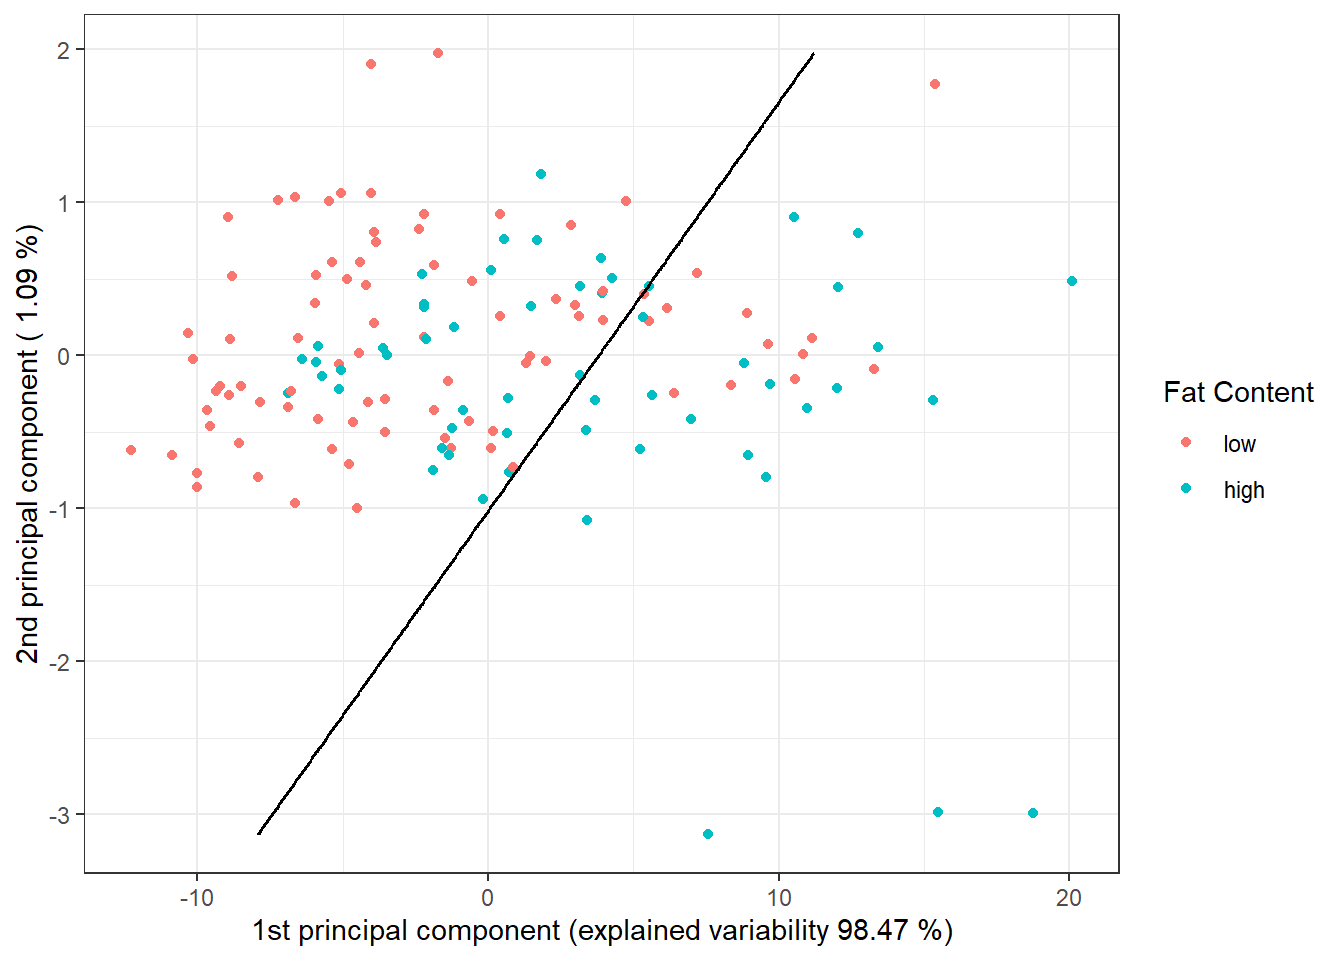 2
1
0
-1
-2
-3
2nd principal component ( 1.09 %)
-10
0
10
20
1st principal component (explained variability 98.47 %)
Fat Content
low
high